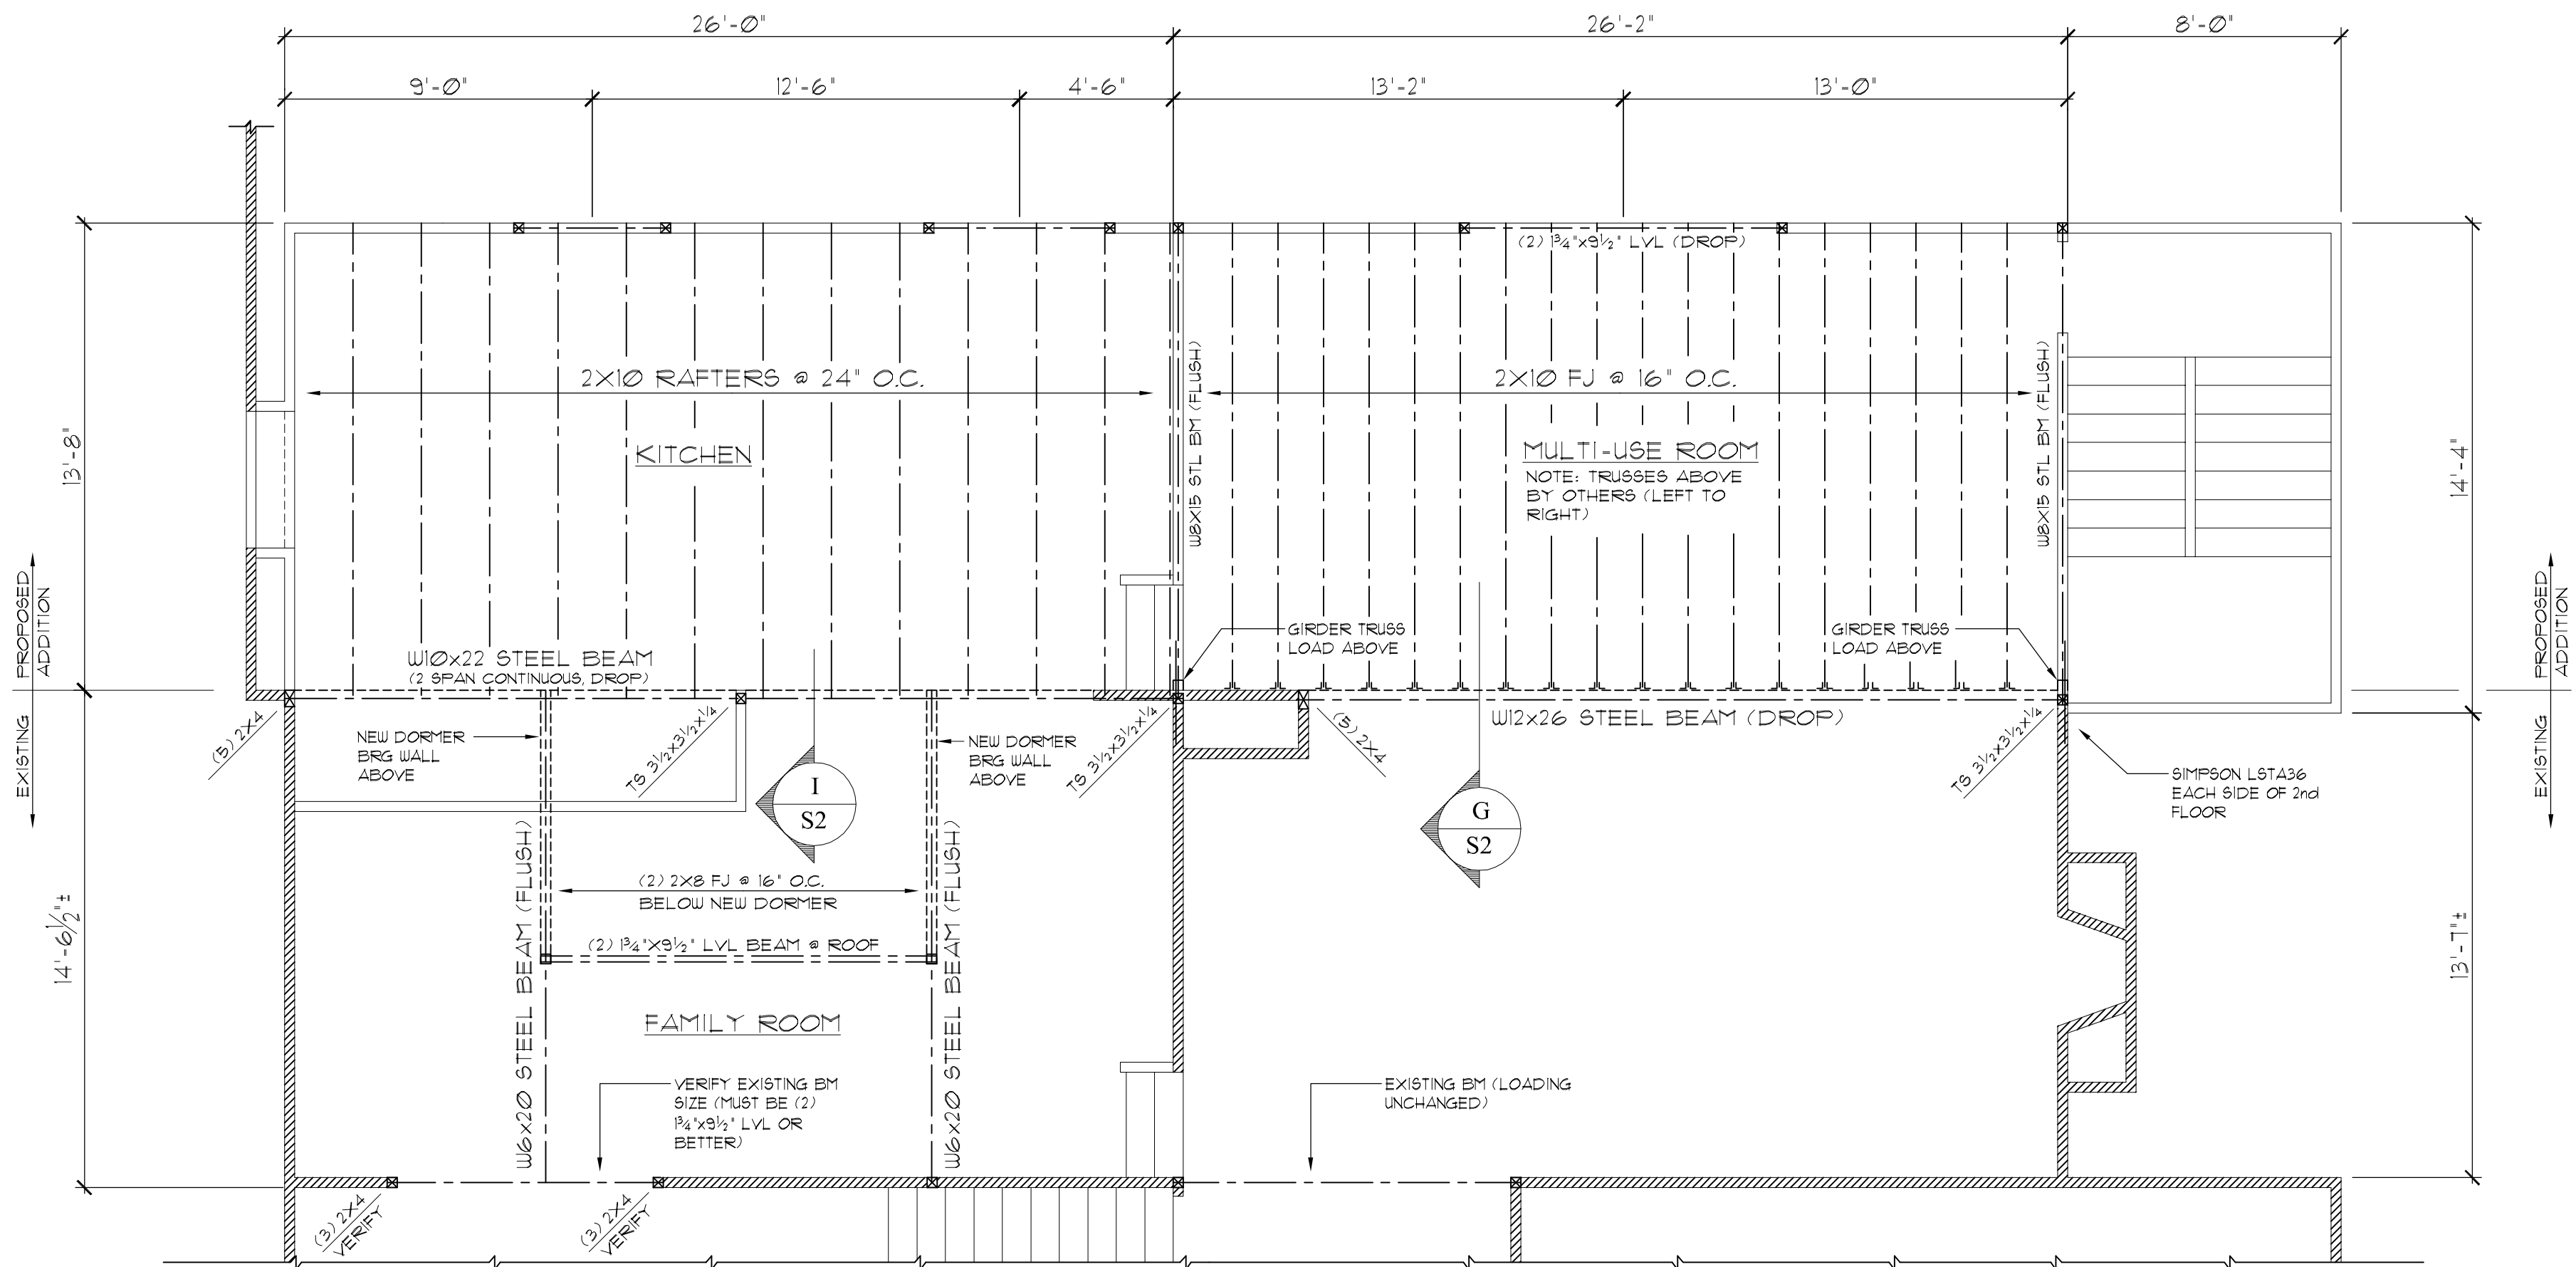 26'-0"
26'-2"
8'-0"
9'-0"
12'-6"
4'-6"
13'-2"
13'-0"
(2) 1¾"x9½" LVL (DROP)
2X10 RAFTERS @ 24" O.C.
2X10 FJ @ 16" O.C.
W8X15 STL BM (FLUSH)
W8X15 STL BM (FLUSH)
13'-8"
14'-4"
KITCHEN
MULTI-USE ROOM
NOTE: TRUSSES ABOVE
BY OTHERS (LEFT TO
RIGHT)
PROPOSED
ADDITION
EXISTING
PROPOSED
ADDITION
EXISTING
GIRDER TRUSS
LOAD ABOVE
GIRDER TRUSS
LOAD ABOVE
W10x22 STEEL BEAM
(2 SPAN CONTINUOUS, DROP)
W12x26 STEEL BEAM (DROP)
(5) 2X4
TS 3½x3½x¼
TS 3½x3½x¼
(5) 2X4
TS 3½x3½x¼
NEW DORMER
BRG WALL
ABOVE
NEW DORMER
BRG WALL
ABOVE
SIMPSON LSTA36
EACH SIDE OF 2nd
FLOOR
I
S2
G
S2
W6x20 STEEL BEAM (FLUSH)
W6x20 STEEL BEAM (FLUSH)
(2) 2X8 FJ @ 16" O.C.
BELOW NEW DORMER
(2) 1¾"X9½" LVL BEAM @ ROOF
14'-6½"±
13'-7"±
FAMILY ROOM
VERIFY EXISTING BM
SIZE (MUST BE (2)
1¾"x9½" LVL OR
BETTER)
EXISTING BM (LOADING
UNCHANGED)
(3) 2X4
VERIFY
(3) 2X4
VERIFY